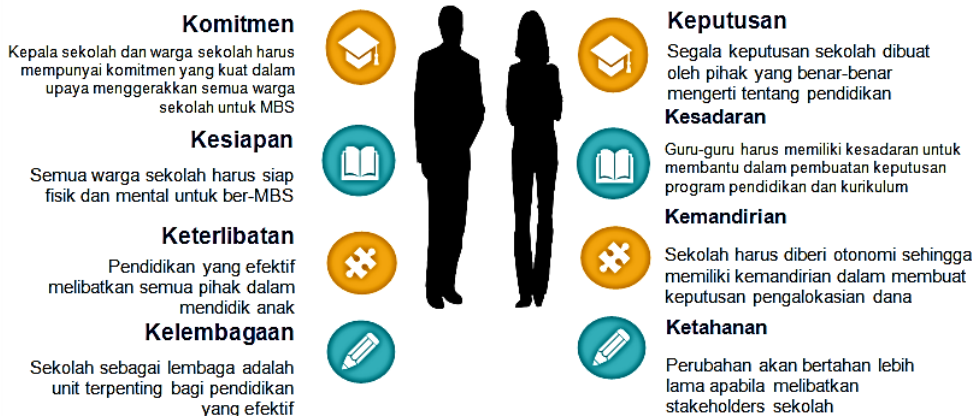 Komitmen
Kepala sekolah dan warga sekolah harus
mempunyai komitmen yang kuat dalam
upaya menggerakkan semua warga
sekolah untuk MBS
Kesiapan
Semua warga sekolah harus siap
fisik dan mental untuk ber-MBS
Keterlibatan
Pendidikan yang efektif
melibatkan semua pihak dalam
mendidik anak
Kelembagaan
Sekolah sebagai lembaga adalah
unit terpenting bagi pendidikan
yang efektif
Keputusan
Segala keputusan sekolah dibuat
oleh pihak yang benar-benar
mengerti tentang pendidikan
Kesadaran
Guru-guru harus memiliki kesadaran untuk
membantu dalam pembuatan keputusan
program pendidikan dan kurikulum
Kemandirian
Sekolah harus diberi otonomi sehingga
memiliki kemandirian dalam membuat
keputusan pengalokasian dana
Ketahanan
Perubahan akan bertahan lebih
lama apabila melibatkan
stakeholders sekolah